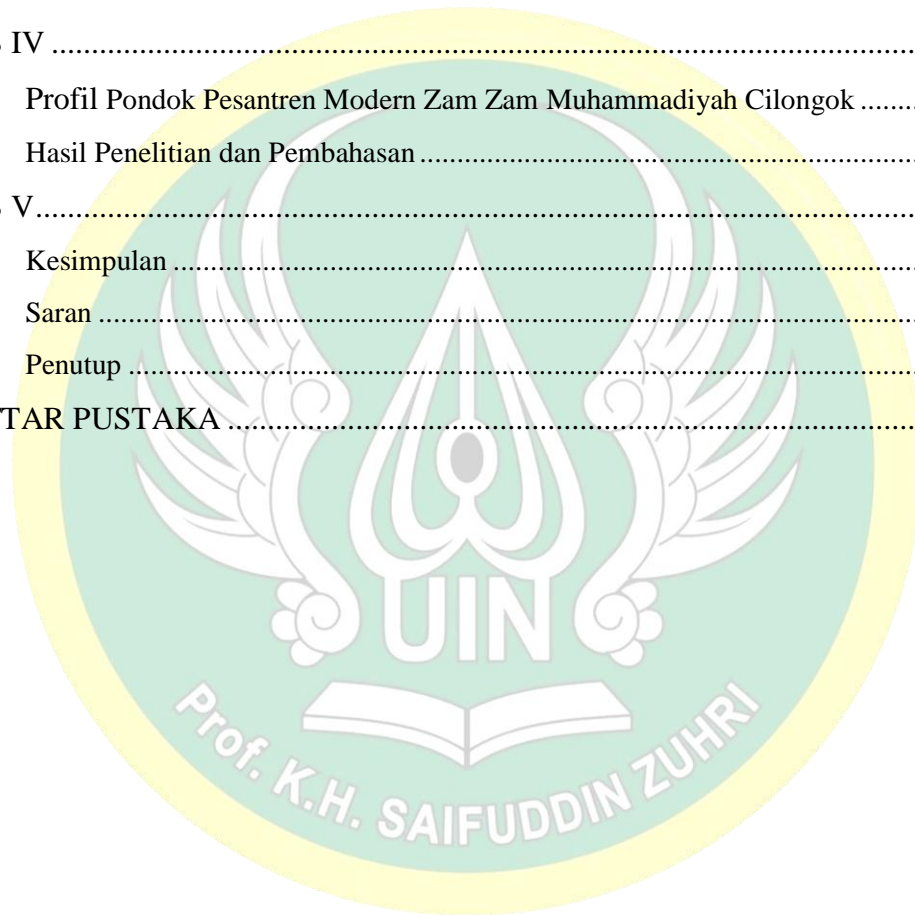 IV ..........................................................................................
Profil Pondok Pesantren Modern Zam Zam Muhammadiyah Cilongok .......
Hasil Penelitian dan Pembahasan ...............................................................
V..........................................................................................
Kesimpulan ...............................................................................................
Saran .........................................................................................................
Penutup .....................................................................................................
TAR PUSTAKA .......................................................................................
UIN
Prof. K.H. SAIFUDDIN ZUHRI